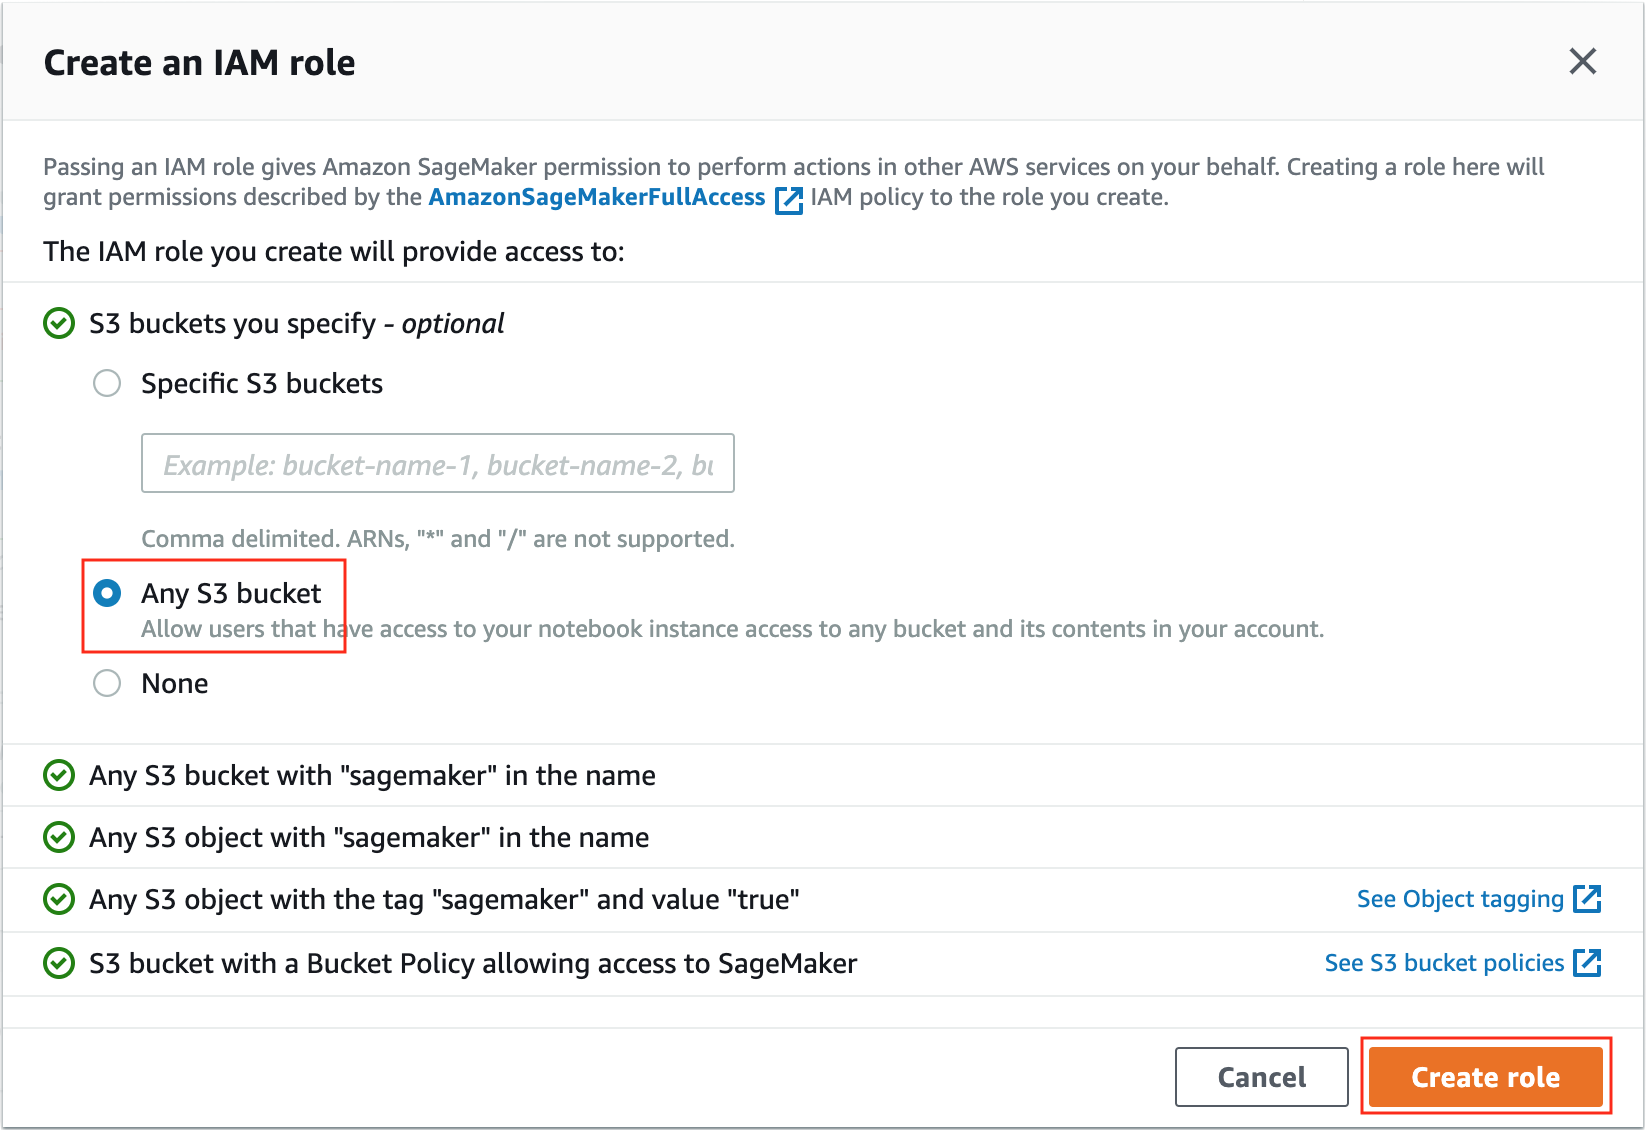 Create an IAM role
Passing an IAM role gives Amazon SageMaker permission to perform actions in other AWS services on your behalf. Creating a role here will
grant permissions described by the AmazonSageMakerFullAccess IAM policy to the role you create.
The IAM role you create will provide access to:
S3 buckets you specify - optional
Specific S3 buckets
Example: bucket-name-1, bucket-name-2, bu
Comma delimited. ARNs, "*" and "/" are not supported.
Any S3 bucket
Allow users that have access to your notebook instance access to any bucket and its contents in your account.
None
Any S3 bucket with "sagemaker" in the name
Any S3 object with "sagemaker" in the name
Any S3 object with the tag "sagemaker" and value "true" See Object tagging
S3 bucket with a Bucket Policy allowing access to SageMaker See S3 bucket policies
Cancel Create role